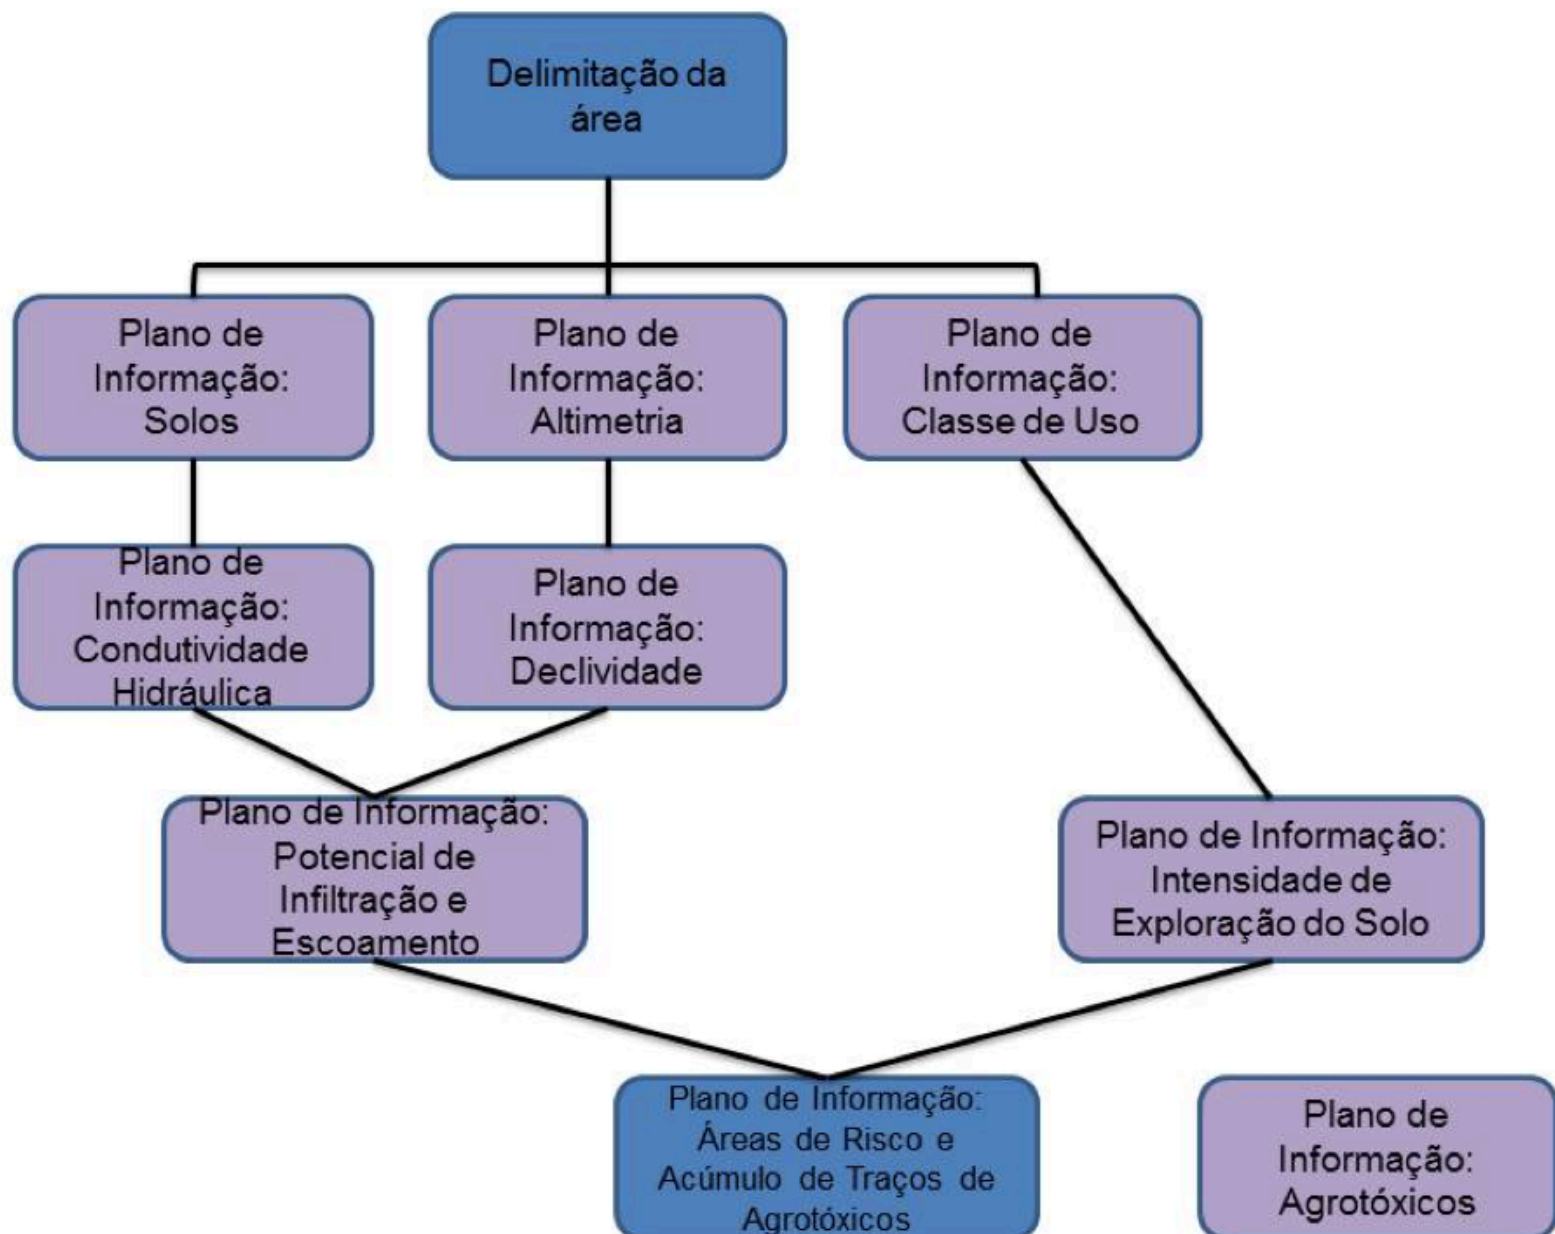 Delimitação da
área
Plano de
Informação:
Solos
Plano de
Informação:
Altimetria
Plano de
Informação:
Classe de Uso
Plano de
Informação:
Condutividade
Hidráulica
Plano de
Informação:
Declividade
Plano de Informação:
Potencial de
Infiltração e
Escoamento
Plano de Informação:
Intensidade de
Exploração do Solo
Plano de Informação:
Áreas de Risco e
Acúmulo de Traços de
Agrotóxicos
Plano de
Informação:
Agrotóxicos